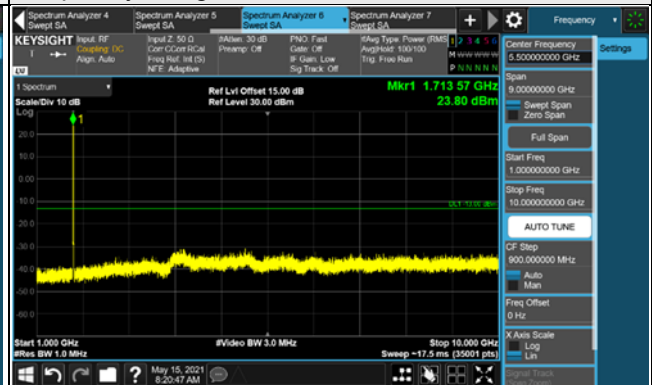 Spectrum Analyzer 4
Swept SA
Spectrum Analyzer 5
Swept SA
Spectrum Analyzer 6
Swept SA
Spectrum Analyzer 7
Swept SA
Frequency
KEYSIGHT
Input: RF
Coupling: DC
Align: Auto
Input Z: 50 Ω
Corr CCorr RCal
Freq Ref: Int (S)
NFE: Adaptive
#Atten: 30 dB
Preamp: Off
PNO: Fast
Gate: Off
IF Gain: Low
Sig Track: Off
#Avg Type: Power (RMS)
Avg|Hold: 100/100
Trig: Free Run
1 2 3 4 5 6
M W W W W W
P N N N N N
LW
1 Spectrum
Scale/Div 10 dB
Log
Ref Lvl Offset 15.00 dB
Ref Level 30.00 dBm
Mkr1 1.713 57 GHz
23.80 dBm
1
20.0
10.0
0.00
-10.0
DL1 -13.00 dBm
-20.0
-30.0
-40.0
-50.0
-60.0
Start 1.000 GHz
#Res BW 1.0 MHz
#Video BW 3.0 MHz
Stop 10.000 GHz
Sweep ~17.5 ms (35001 pts)
May 15, 2021
8:20:47 AM
Center Frequency
5.500000000 GHz
Span
9.00000000 GHz
Swept Span
Zero Span
Full Span
Start Freq
1.000000000 GHz
Stop Freq
10.000000000 GHz
AUTO TUNE
CF Step
900.000000 MHz
Auto
Man
Freq Offset
0 Hz
X Axis Scale
Log
Lin
Signal Track
Settings